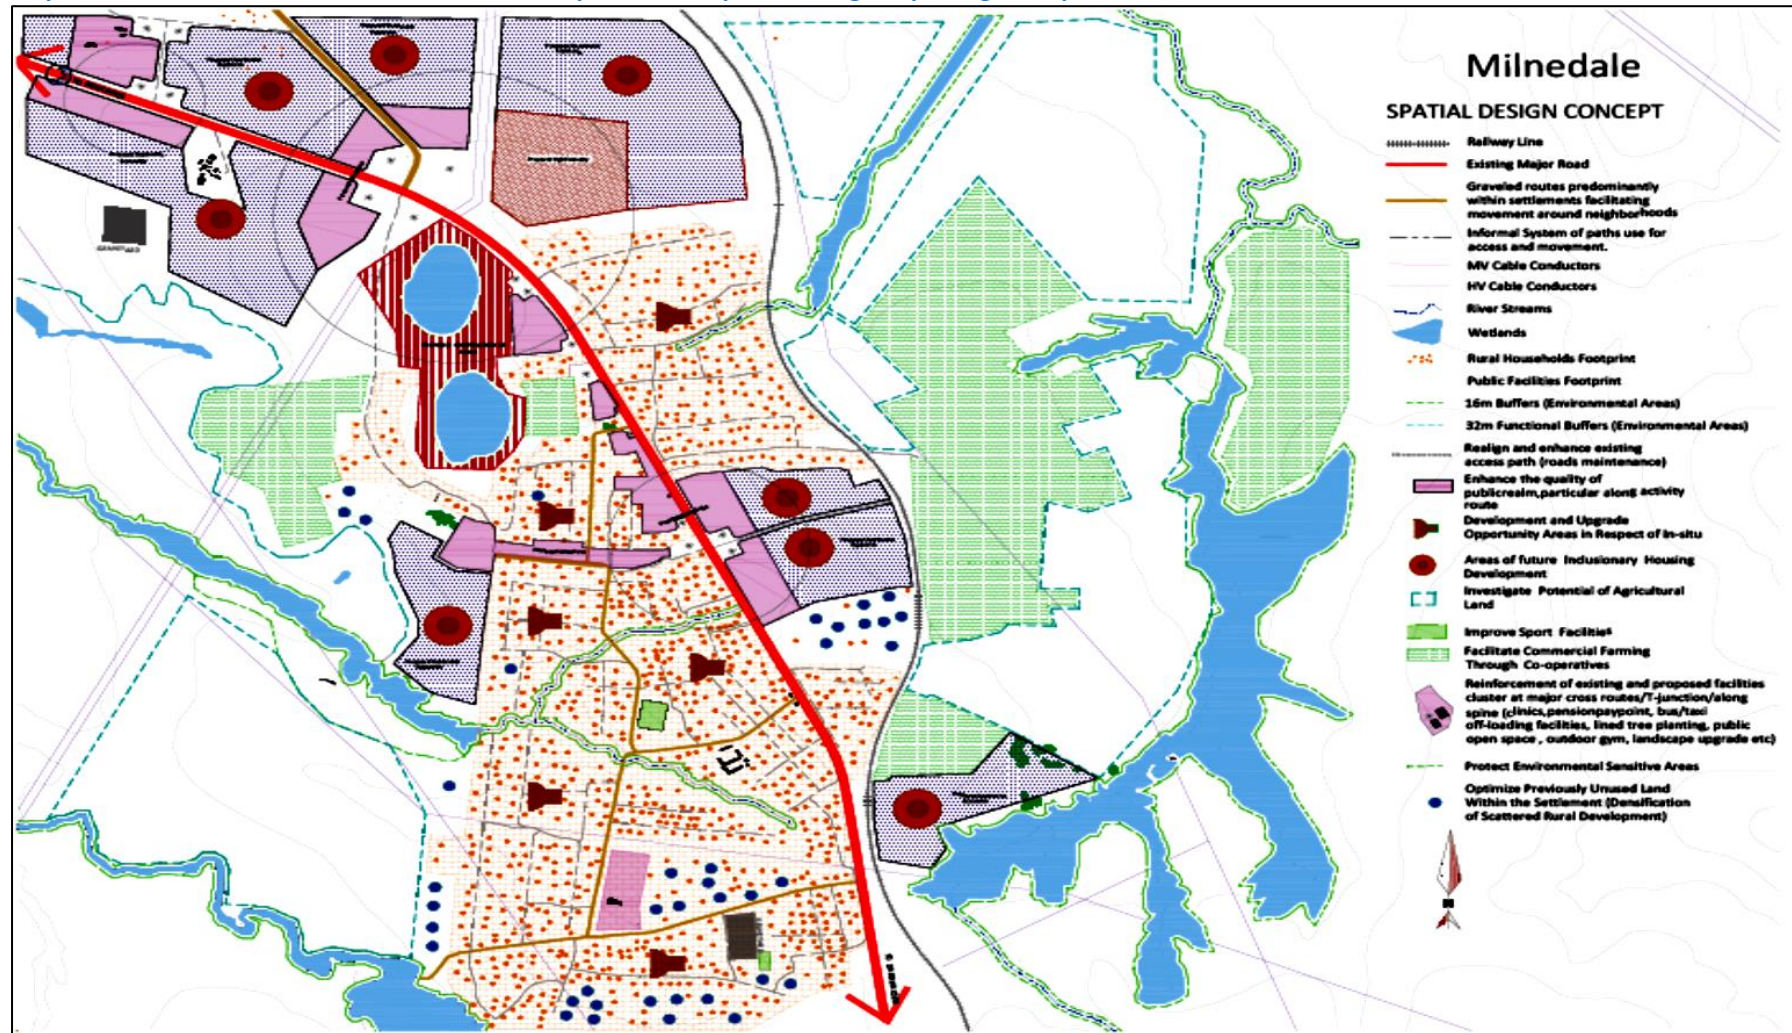 Milnedale
SPATIAL DESIGN CONCEPT
Railway Line
Existing Major Road
Graveled routes predominantly
within settlements facilitating
movement around neighborhoods
Informal System of paths use for
access and movement.
MV Cable Conductors
HV Cable Conductors
River Streams
Wetlands
Rural Households Footprint
Public Facilities Footprint
16m Buffers (Environmental Areas)
32m Functional Buffers (Environmental Areas)
Realign and enhance existing
access path (roads maintenance)
Enhance the quality of
publicrealm,particular along activity
route
Development and Upgrade
Opportunity Areas in Respect of In-situ
Areas of future Inclusionary Housing
Development
Investigate Potential of Agricultural
Land
Improve Sport Facilities
Facilitate Commercial Farming
Through Co-operatives
Reinforcement of existing and proposed facilities
cluster at major cross routes/T-junction/along
spine (clinics,pensionpaypoint, bus/taxi
off-loading facilities, lined tree planting, public
open space , outdoor gym, landscape upgrade etc)
Protect Environmental Sensitive Areas
Optimize Previously Unused Land
Within the Settlement (Densification
of Scattered Rural Development)